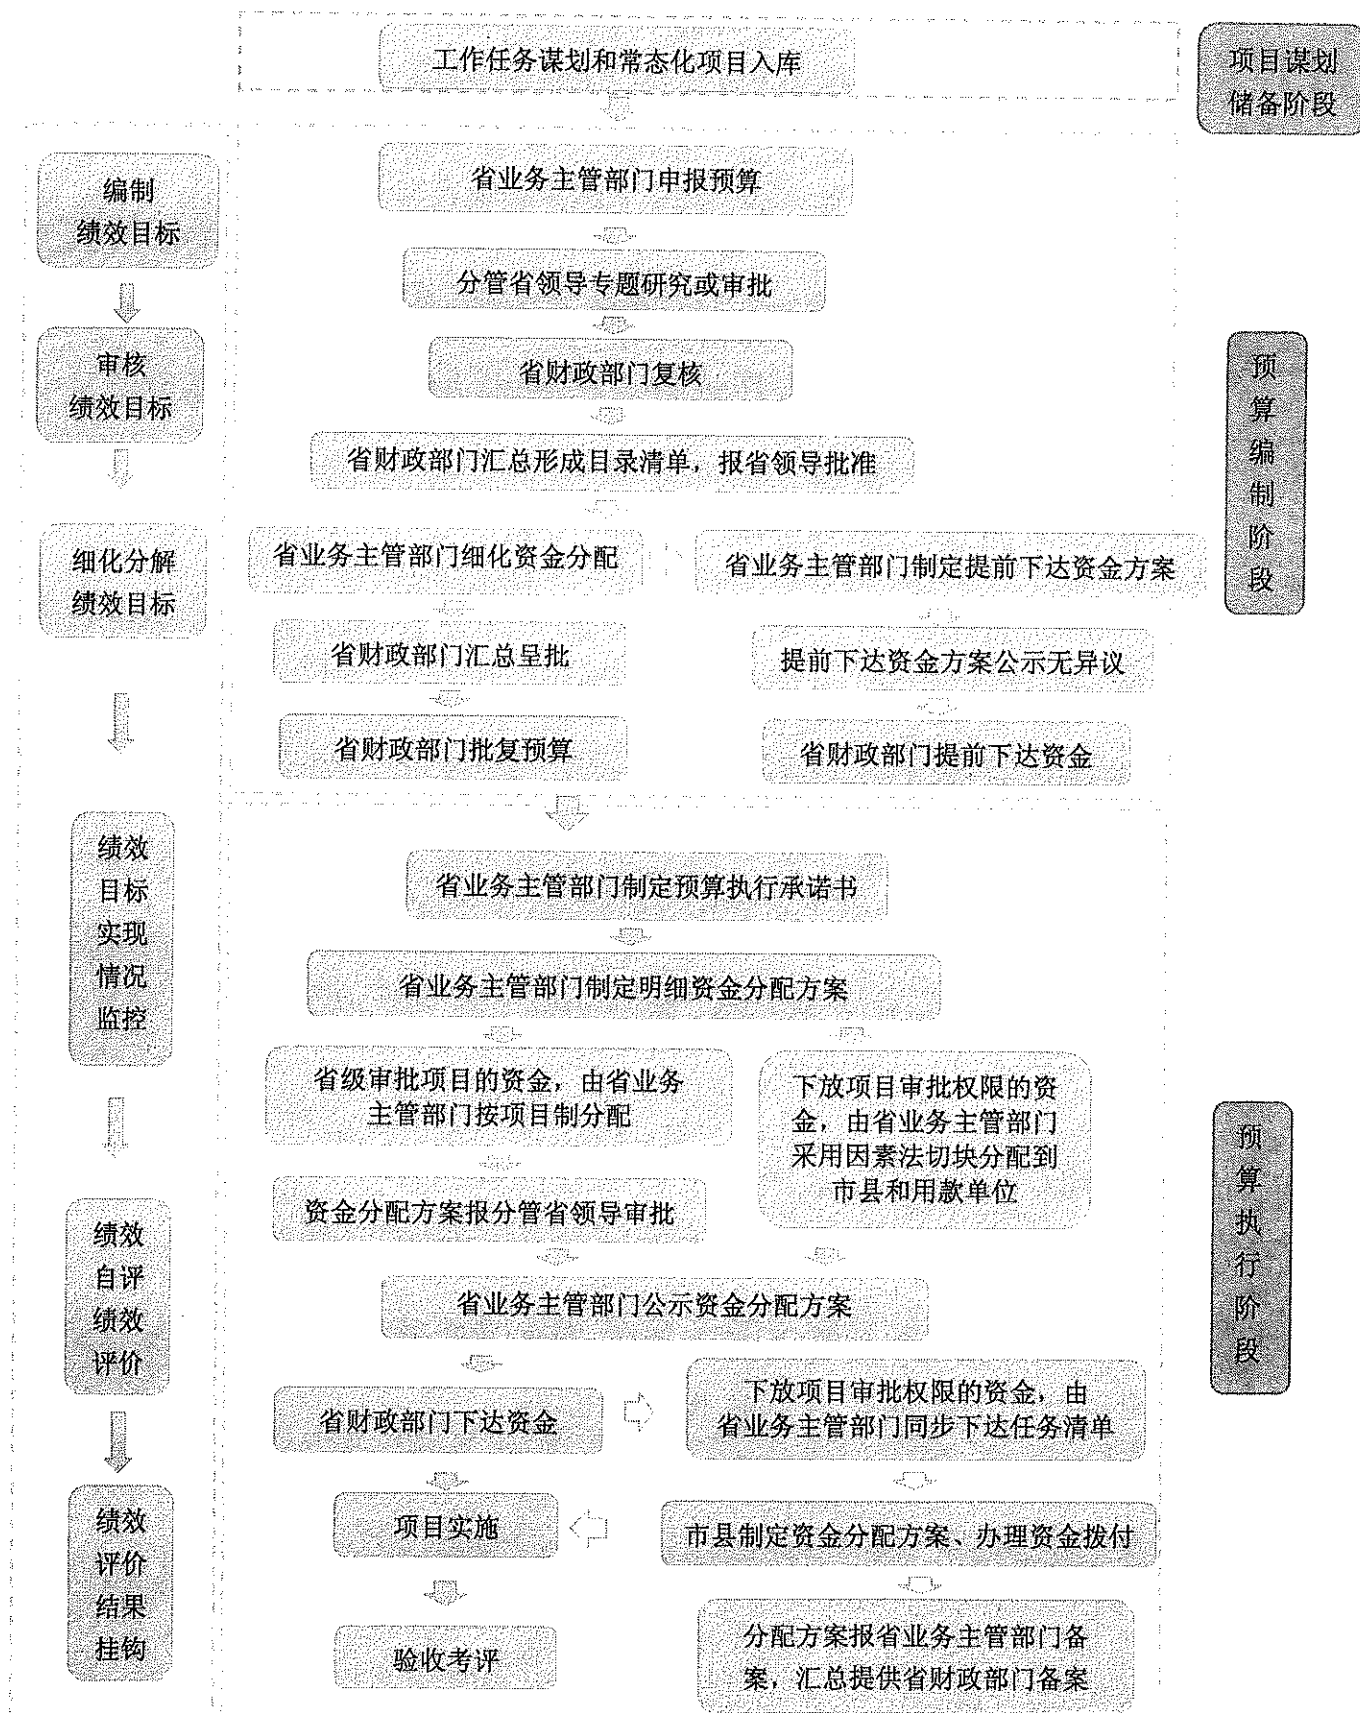 工作任务谋划和常态化项目入库
项目谋划
储备阶段
编制
绩效目标
审核
绩效目标
细化分解
绩效目标
绩效
目标
实现
情况
监控
绩效
自评
绩效
评价
绩效
评价
结果
挂钩
省业务主管部门申报预算
分管省领导专题研究或审批
省财政部门复核
省财政部门汇总形成目录清单，报省领导批准
省业务主管部门细化资金分配
省财政部门汇总呈批
省财政部门批复预算
省业务主管部门制定提前下达资金方案
提前下达资金方案公示无异议
省财政部门提前下达资金
预
算
编
制
阶
段
省业务主管部门制定预算执行承诺书
省业务主管部门制定明细资金分配方案
省级审批项目的资金，由省业务
主管部门按项目制分配
资金分配方案报分管省领导审批
下放项目审批权限的资
金，由省业务主管部门
采用因素法切块分配到
市县和用款单位
省业务主管部门公示资金分配方案
省财政部门下达资金
下放项目审批权限的资金，由
省业务主管部门同步下达任务清单
项目实施
市县制定资金分配方案、办理资金拨付
验收考评
分配方案报省业务主管部门备
案，汇总提供省财政部门备案
预
算
执
行
阶
段